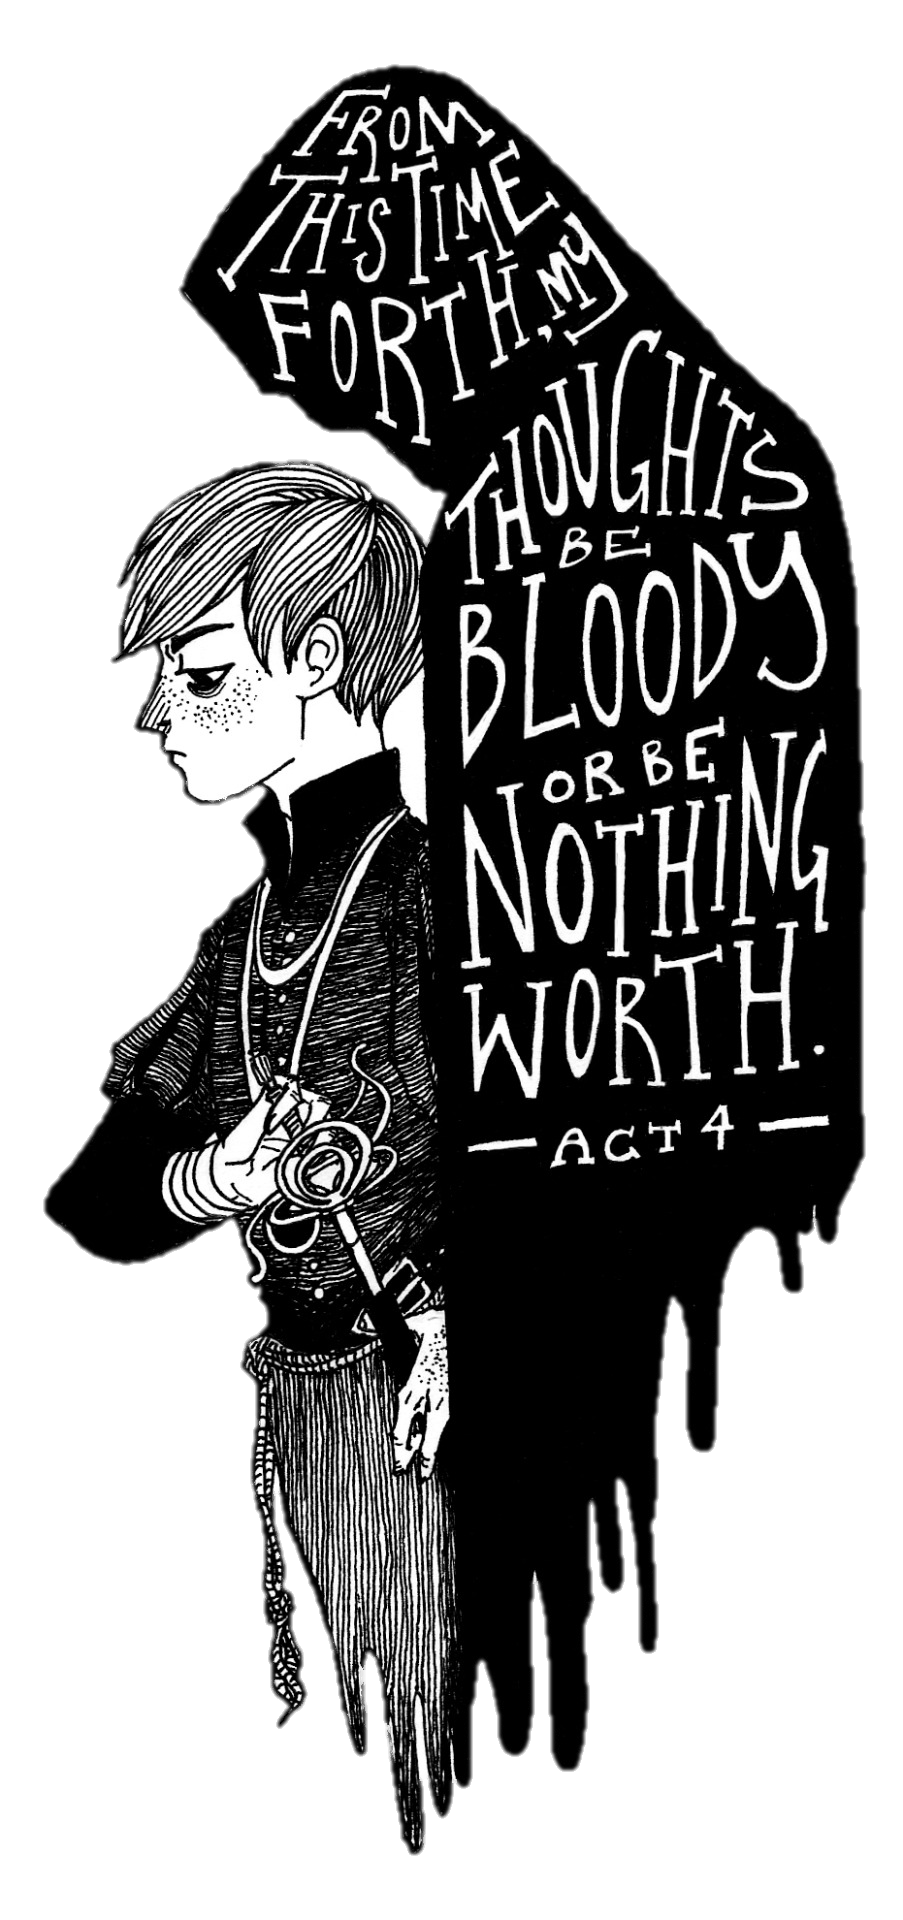 FROM
THIS TIME
FORTH, MY
THOUGHTS
BE
BLOODY
OR BE
NOTHING
WORTH.
— ACT 4 —